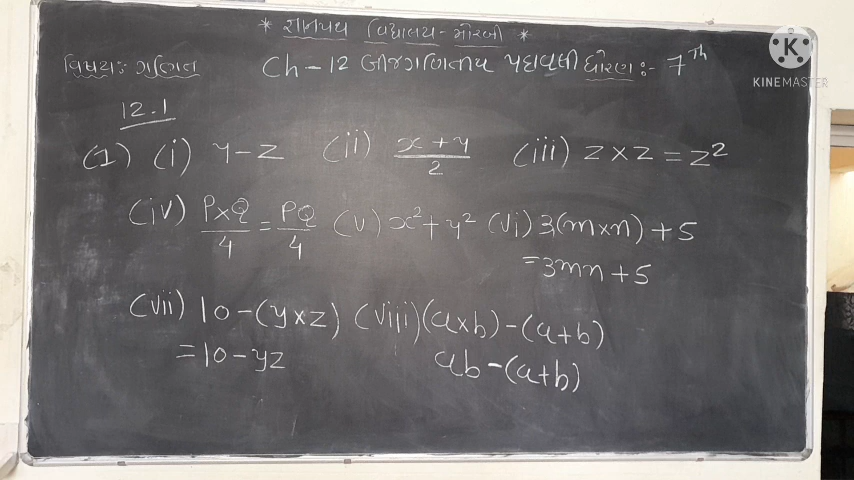 * જ્ઞાનપથ વિદ્યાલય - મોરબી *
વિષય: ગણિત Ch - 12 બીજગણિતીય પદાવલી ધોરણ :- 7th
12.1
(1) (i) y - z (ii) x + y / 2 (iii) z × z = z²
(iv) P×Q / 4 = PQ / 4 (v) x² + y² (vi) 3(m×n) + 5
= 3mn + 5
(vii) 10 - (y×z) (viii) (a×b) - (a+b)
= 10 - yz ab - (a+b)
K
KINEMASTER